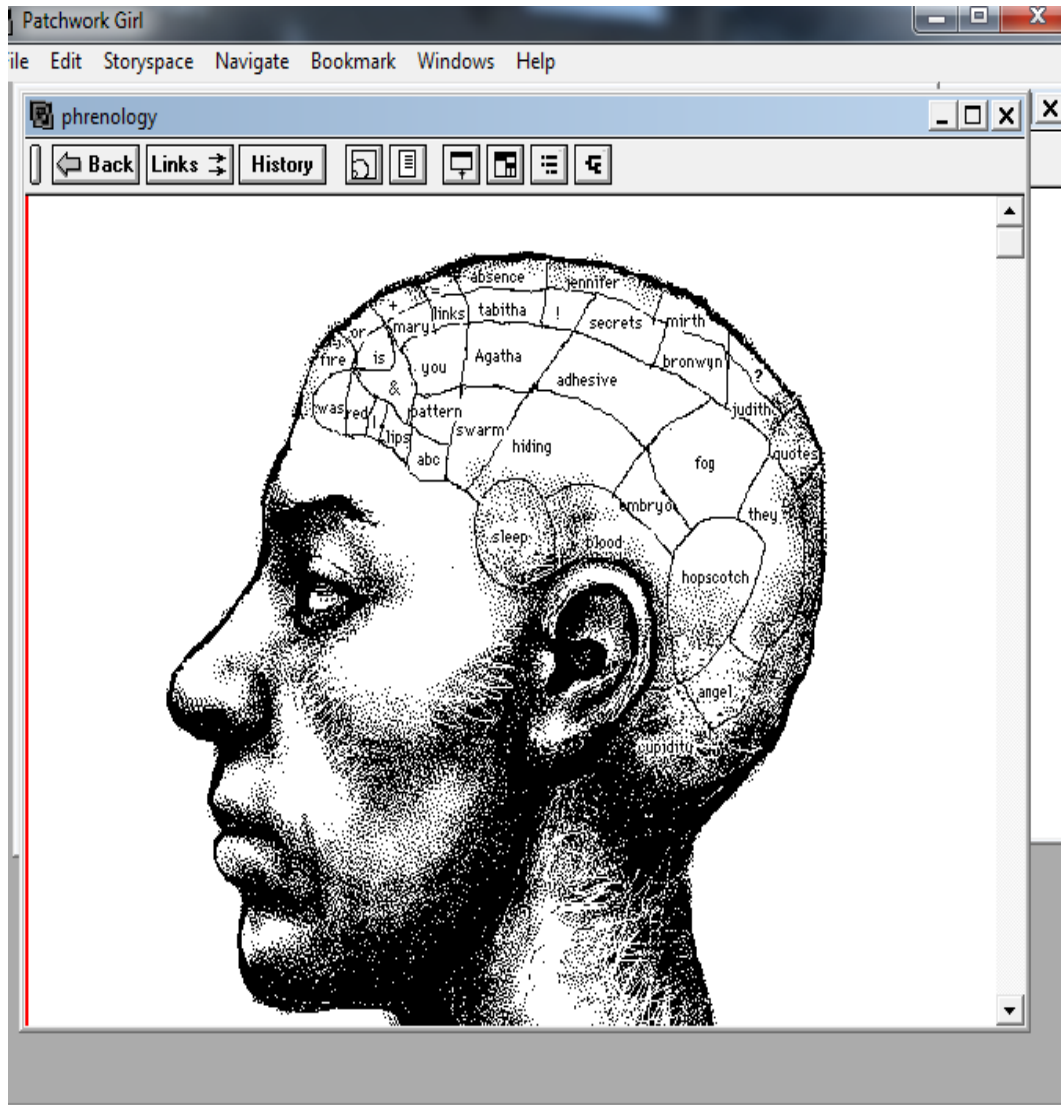 Patchwork Girl
File Edit Storyspace Navigate Bookmark Windows Help
phrenology
Back Links History
absence jennifer
+ =
links tabitha ! secrets mirth
or mary
fire is you Agatha adhesive bronwyn ?
&
was red | lips pattern swarm hiding judith
abc fog quotes
embryo they
sleep blood
hopscotch
angel
cupidity